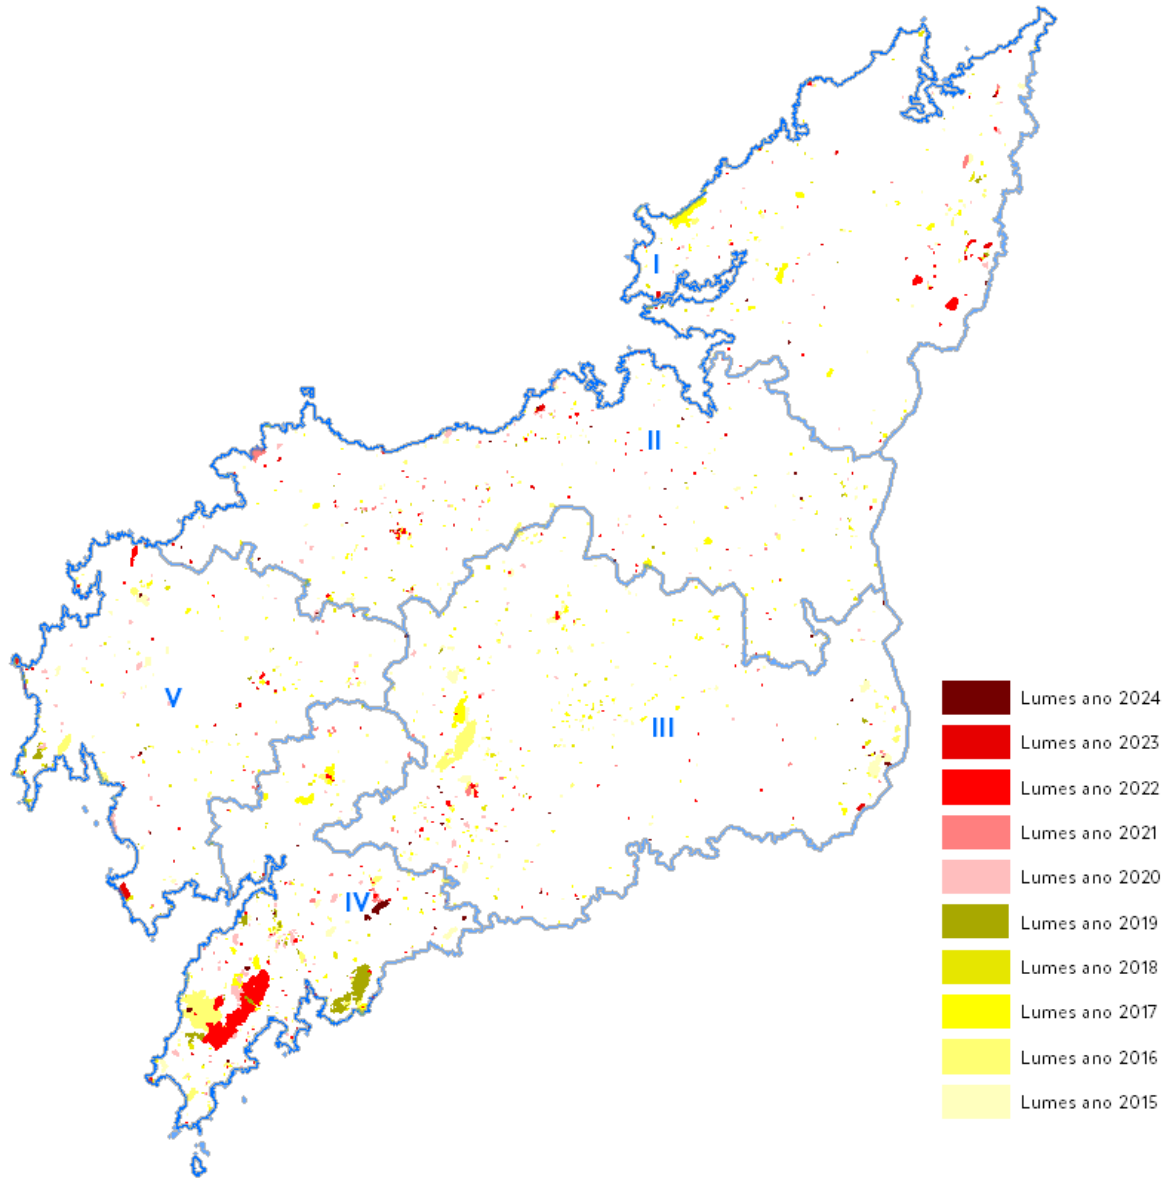 I
II
III
IV
V
Lumes ano 2024
Lumes ano 2023
Lumes ano 2022
Lumes ano 2021
Lumes ano 2020
Lumes ano 2019
Lumes ano 2018
Lumes ano 2017
Lumes ano 2016
Lumes ano 2015